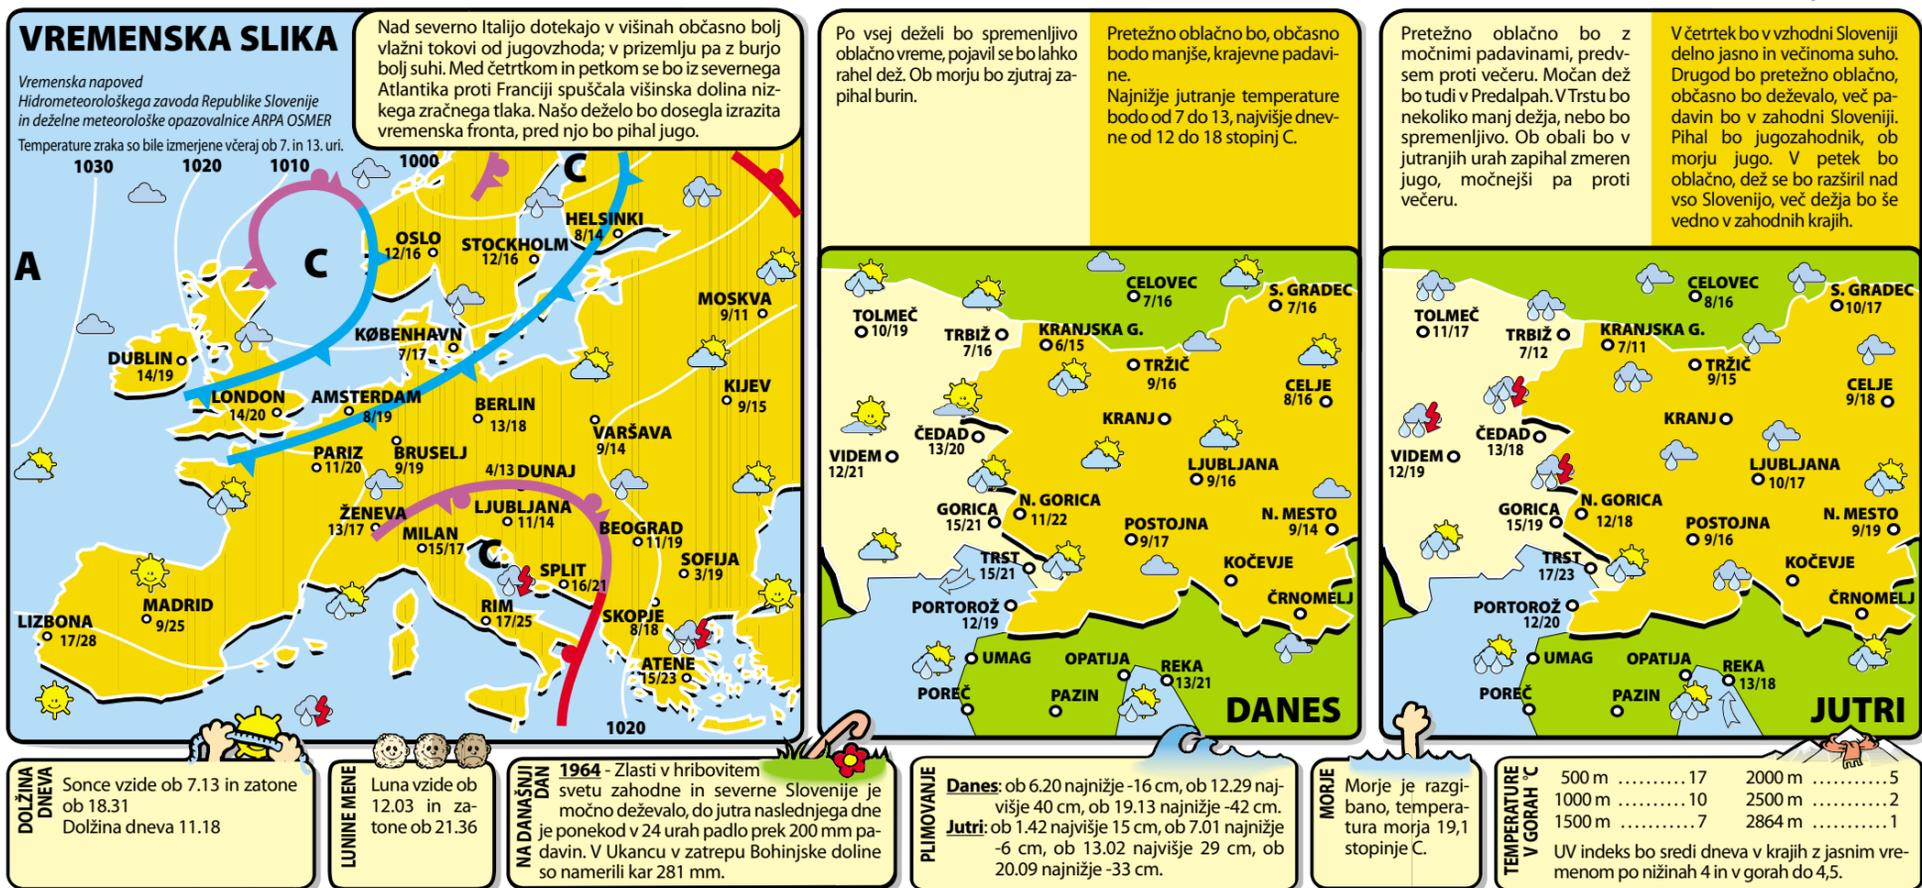 VREMENSKA SLIKA
Vremenska napoved
Hidrometeorološkega zavoda Republike Slovenije
in deželne meteorološke opazovalnice ARPA OSMER
Temperature zraka so bile izmerjene včeraj ob 7. in 13. uri.
Nad severno Italijo dotekajo v višinah občasno bolj
vlažni tokovi od jugovzhoda; v prizemlju pa z burjo
bolj suhi. Med četrtkom in petkom se bo iz severnega
Atlantika proti Franciji spuščala višinska dolina niz-
kega zračnega tlaka. Našo deželo bo dosegla izrazita
vremenska fronta, pred njo bo pihal jugo.
1030
1020
1010
1000
A
C
C
C
1020
HELSINKI
8/14
OSLO
12/16
STOCKHOLM
12/16
MOSKVA
9/11
KØBENHAVN
7/17
DUBLIN
14/19
LONDON
14/20
AMSTERDAM
8/19
BERLIN
13/18
KIJEV
9/15
VARŠAVA
9/14
PARIZ
11/20
BRUSELJ
9/19
4/13 DUNAJ
ŽENEVA
13/17
MILAN
15/17
LJUBLJANA
11/14
BEOGRAD
11/19
SOFIJA
3/19
SPLIT
16/21
RIM
17/25
SKOPJE
8/18
ATENE
15/23
MADRID
9/25
LIZBONA
17/28
Po vsej deželi bo spremenljivo
oblačno vreme, pojavil se bo lahko
rahel dež. Ob morju bo zjutraj za-
pihal burin.
Pretežno oblačno bo, občasno
bodo manjše, krajevne padavi-
ne.
Najnižje jutranje temperature
bodo od 7 do 13, najvišje dnev-
ne od 12 do 18 stopinj C.
CELOVEC
7/16
S. GRADEC
7/16
TOLMEČ
10/19
TRBIŽ
7/16
KRANJSKA G.
6/15
TRŽIČ
9/16
CELJE
8/16
KRANJ
ČEDAD
13/20
VIDEM
12/21
LJUBLJANA
9/16
N. GORICA
11/22
GORICA
15/21
POSTOJNA
9/17
N. MESTO
9/14
TRST
15/21
KOČEVJE
PORTOROŽ
12/19
ČRNOMELJ
UMAG
OPATIJA
REKA
13/21
POREČ
PAZIN
DANES
Pretežno oblačno bo z
močnimi padavinami, predv-
sem proti večeru. Močan dež
bo tudi v Predalpah. V Trstu bo
nekoliko manj dežja, nebo bo
spremenljivo. Ob obali bo v
jutranjih urah zapihal zmeren
jugo, močnejši pa proti
večeru.
V četrtek bo v vzhodni Sloveniji
delno jasno in večinoma suho.
Drugod bo pretežno oblačno,
občasno bo deževalo, več pa-
davin bo v zahodni Sloveniji.
Pihal bo jugozahodnik, ob
morju jugo. V petek bo
oblačno, dež se bo razširil nad
vso Slovenijo, več dežja bo še
vedno v zahodnih krajih.
CELOVEC
8/16
S. GRADEC
10/17
TOLMEČ
11/17
TRBIŽ
7/12
KRANJSKA G.
7/11
TRŽIČ
9/15
CELJE
9/18
KRANJ
ČEDAD
13/18
VIDEM
12/19
LJUBLJANA
10/17
N. GORICA
12/18
GORICA
15/19
POSTOJNA
9/16
N. MESTO
9/19
TRST
17/23
KOČEVJE
PORTOROŽ
12/20
ČRNOMELJ
UMAG
OPATIJA
REKA
13/18
POREČ
PAZIN
JUTRI
DOLŽINA
DNEVA
Sonce vzide ob 7.13 in zatone
ob 18.31
Dolžina dneva 11.18
LUNINE MENE
Luna vzide ob
12.03 in za-
tone ob 21.36
NA DANAŠNJI
DAN
1964 - Zlasti v hribovitem
svetu zahodne in severne Slovenije je
močno deževalo, do jutra naslednjega dne
je ponekod v 24 urah padlo prek 200 mm pa-
davin. V Ukancu v zatrepu Bohinjske doline
so namerili kar 281 mm.
PLIMOVANJE
Danes: ob 6.20 najnižje -16 cm, ob 12.29 naj-
višje 40 cm, ob 19.13 najnižje -42 cm.
Jutri: ob 1.42 najvišje 15 cm, ob 7.01 najnižje
-6 cm, ob 13.02 najvišje 29 cm, ob
20.09 najnižje -33 cm.
MORJE
Morje je razgi-
bano, tempera-
tura morja 19,1
stopinje C.
TEMPERATURE
V GORAH °C
500 m ..........17
1000 m ..........10
1500 m ..........7
2000 m ...........5
2500 m ...........2
2864 m ...........1
UV indeks bo sredi dneva v krajih z jasnim vre-
menom po nižinah 4 in v gorah do 4,5.